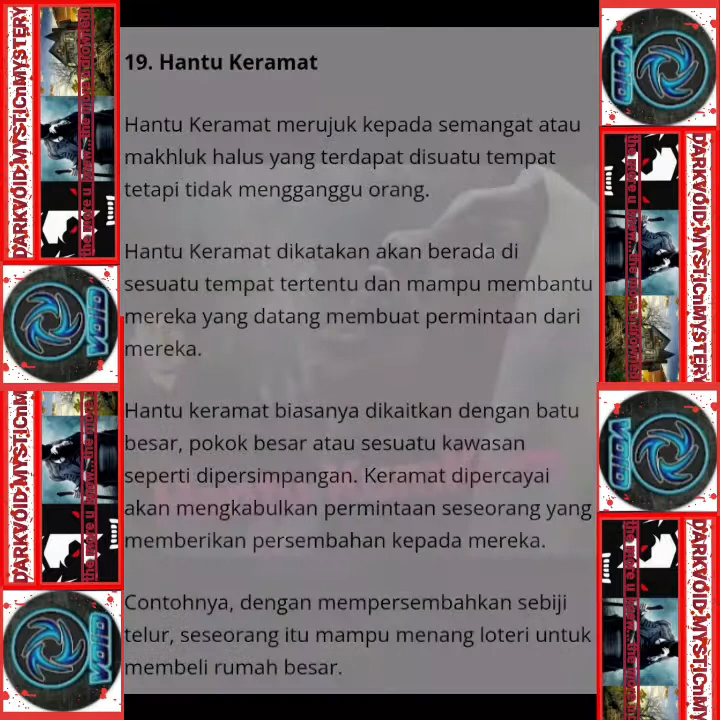 19. Hantu Keramat
Hantu Keramat merujuk kepada semangat atau
makhluk halus yang terdapat disuatu tempat
tetapi tidak mengganggu orang.
Hantu Keramat dikatakan akan berada di
sesuatu tempat tertentu dan mampu membantu
mereka yang datang membuat permintaan dari
mereka.
Hantu keramat biasanya dikaitkan dengan batu
besar, pokok besar atau sesuatu kawasan
seperti dipersimpangan. Keramat dipercayai
akan mengkabulkan permintaan seseorang yang
memberikan persembahan kepada mereka.
Contohnya, dengan mempersembahkan sebiji
telur, seseorang itu mampu menang loteri untuk
membeli rumah besar.
DARKVOID:MYSTICnMYSTERY
VOID
DARKVOID:MYSTICnM
VOID
VOID
DARKVOID:MYSTICnMYSTERY
VOID
DARKVOID:MYSTICnMY